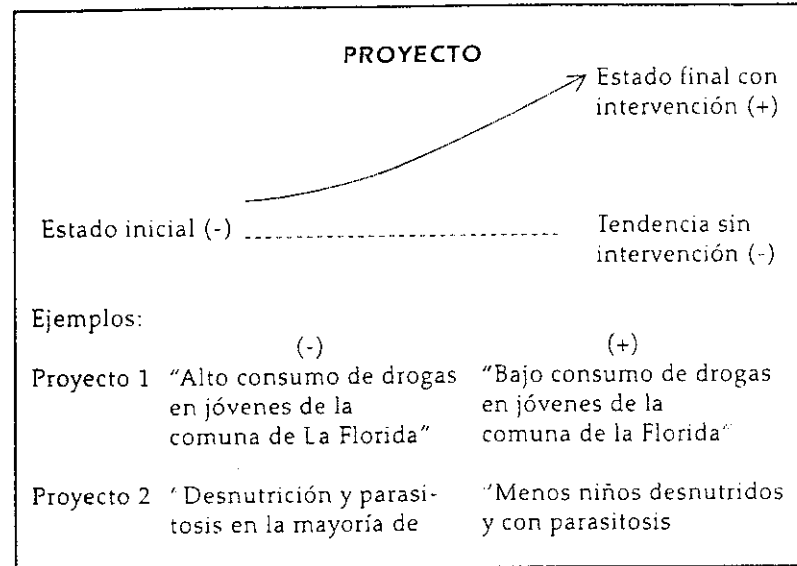 PROYECTO
Estado final con
intervención (+)
Estado inicial (-)
Tendencia sin
intervención (-)
Ejemplos:
(-) (+)
Proyecto 1 "Alto consumo de drogas "Bajo consumo de drogas
en jóvenes de la en jóvenes de la
comuna de La Florida" comuna de la Florida"
Proyecto 2 "Desnutrición y parasi- "Menos niños desnutridos
tosis en la mayoría de y con parasitosis